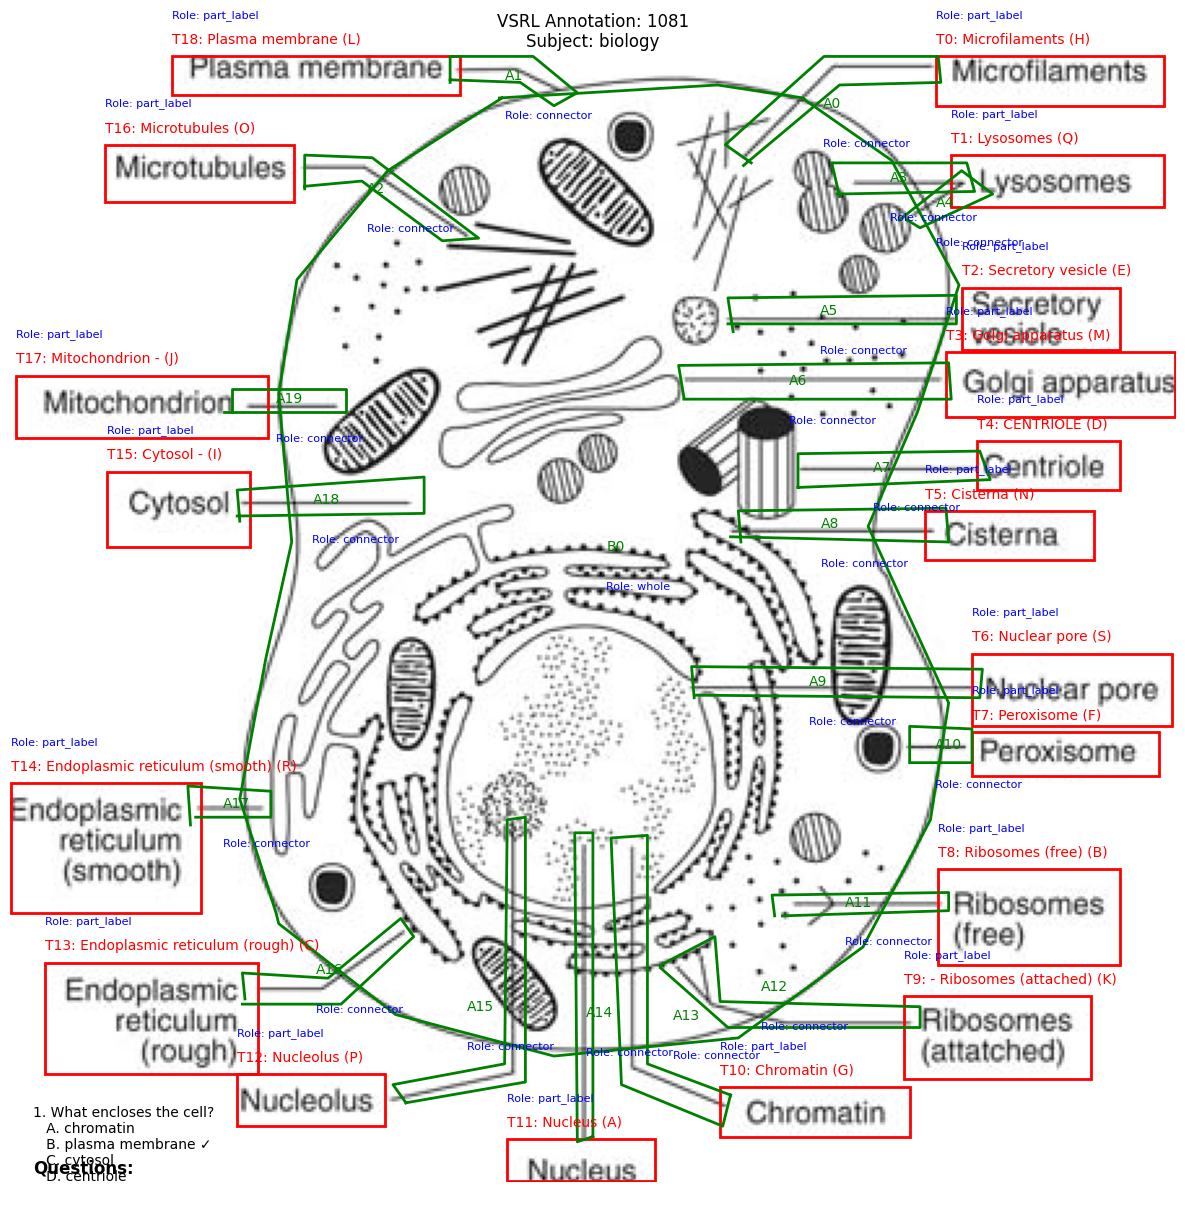 VSRL Annotation: 1081
Subject: biology
Role: part_label
T18: Plasma membrane (L)
Plasma membrane
A1
Role: connector
Role: part_label
T0: Microfilaments (H)
Microfilaments
A0
Role: connector
Role: part_label
T16: Microtubules (O)
Microtubules
A2
Role: connector
Role: part_label
T1: Lysosomes (Q)
Lysosomes
A3
Role: connector
A4
Role: connector
Role: part_label
T2: Secretory vesicle (E)
Secretory
vesicle
A5
Role: connector
Role: part_label
T3: Golgi apparatus (M)
Golgi apparatus
A6
Role: connector
Role: part_label
T17: Mitochondrion - (J)
Mitochondrion
A19
Role: connector
Role: part_label
T4: CENTRIOLE (D)
Centriole
A7
Role: connector
Role: part_label
T15: Cytosol - (I)
Cytosol
A18
Role: connector
Role: part_label
T5: Cisterna (N)
Cisterna
A8
Role: connector
B0
Role: whole
Role: part_label
T6: Nuclear pore (S)
Nuclear pore
A9
Role: connector
Role: part_label
T7: Peroxisome (F)
Peroxisome
A10
Role: connector
Role: part_label
T14: Endoplasmic reticulum (smooth) (R)
Endoplasmic
reticulum
(smooth)
A17
Role: connector
Role: part_label
T8: Ribosomes (free) (B)
Ribosomes
(free)
A11
Role: connector
Role: part_label
T13: Endoplasmic reticulum (rough) (C)
Endoplasmic
reticulum
(rough)
A16
Role: connector
Role: part_label
T9: - Ribosomes (attached) (K)
Ribosomes
(attatched)
A12
Role: connector
Role: part_label
T12: Nucleolus (P)
Nucleolus
A15
Role: connector
A14
Role: connector
A13
Role: connector
Role: part_label
T10: Chromatin (G)
Chromatin
Role: part_label
T11: Nucleus (A)
Nucleus
1. What encloses the cell?
A. chromatin
B. plasma membrane ✓
C. cytosol
Questions:
D. centriole